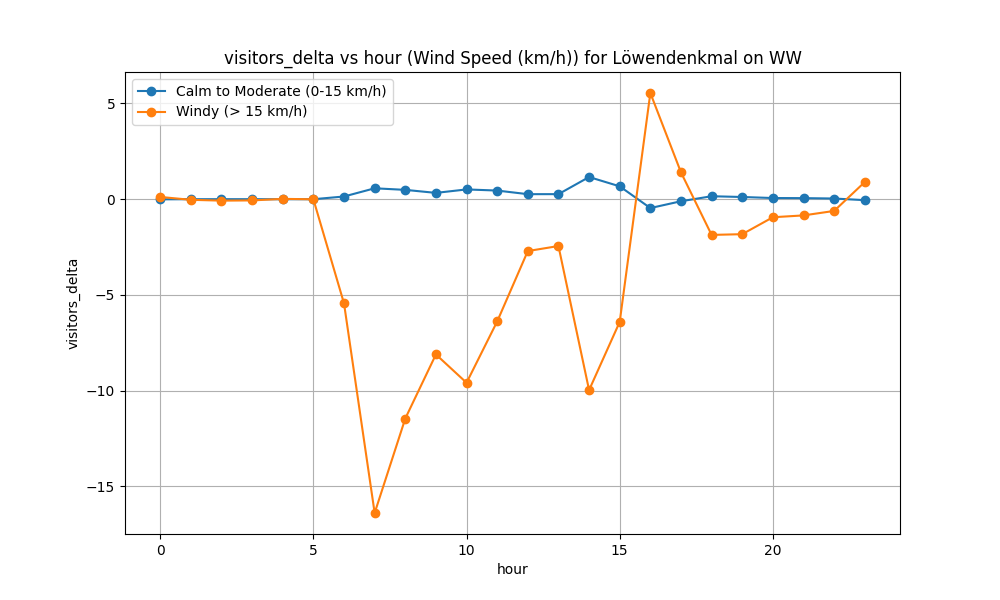 visitors_delta vs hour (Wind Speed (km/h)) for Löwendenkmal on WW
Calm to Moderate (0-15 km/h)
Windy (> 15 km/h)
5
0
−5
−10
−15
visitors_delta
0
5
10
15
20
hour